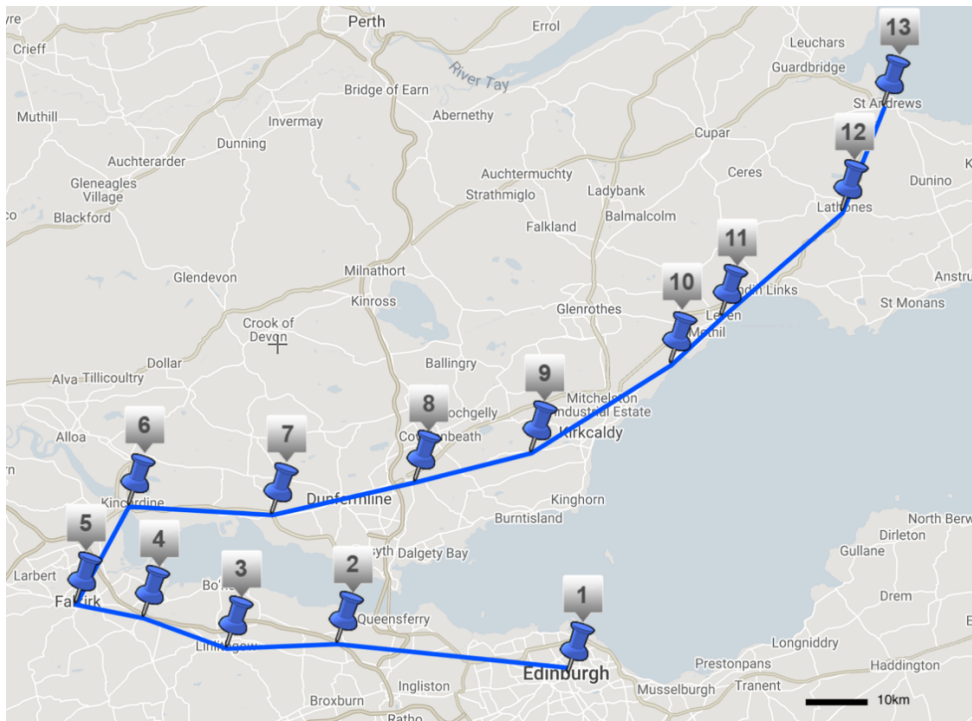 Perth
Errol
13
Leuchars
Crieff
Guardbridge
River Tay
Bridge of Earn
St Andrews
Muthill
Invermay
Abernethy
Cupar
12
Dunning
Auchterarder
Ceres
Auchtermuchty
Dunino
Gleneagles
Village
Strathmiglo
Ladybank
Lathones
Blackford
Balmalcolm
Falkland
11
Milnathort
Glendevon
10
Anstru
Kinross
Glenrothes
St Monans
Crook of
Devon
Methil
Dollar
Ballingry
9
Alva
Tillicoultry
8
Mitchelston
Industrial Estate
6
7
Alloa
Kirkcaldy
Dunfermline
Kinghorn
Kincardine
Burntisland
5
4
North Berw
Dirleton
Dalgety Bay
Gullane
3
2
Larbert
Drem
1
Falkirk
Queensferry
Longniddry
Linlithgow
Prestonpans
Haddington
Edinburgh
Ingliston
Musselburgh
Tranent
Broxburn
10km
Ratho